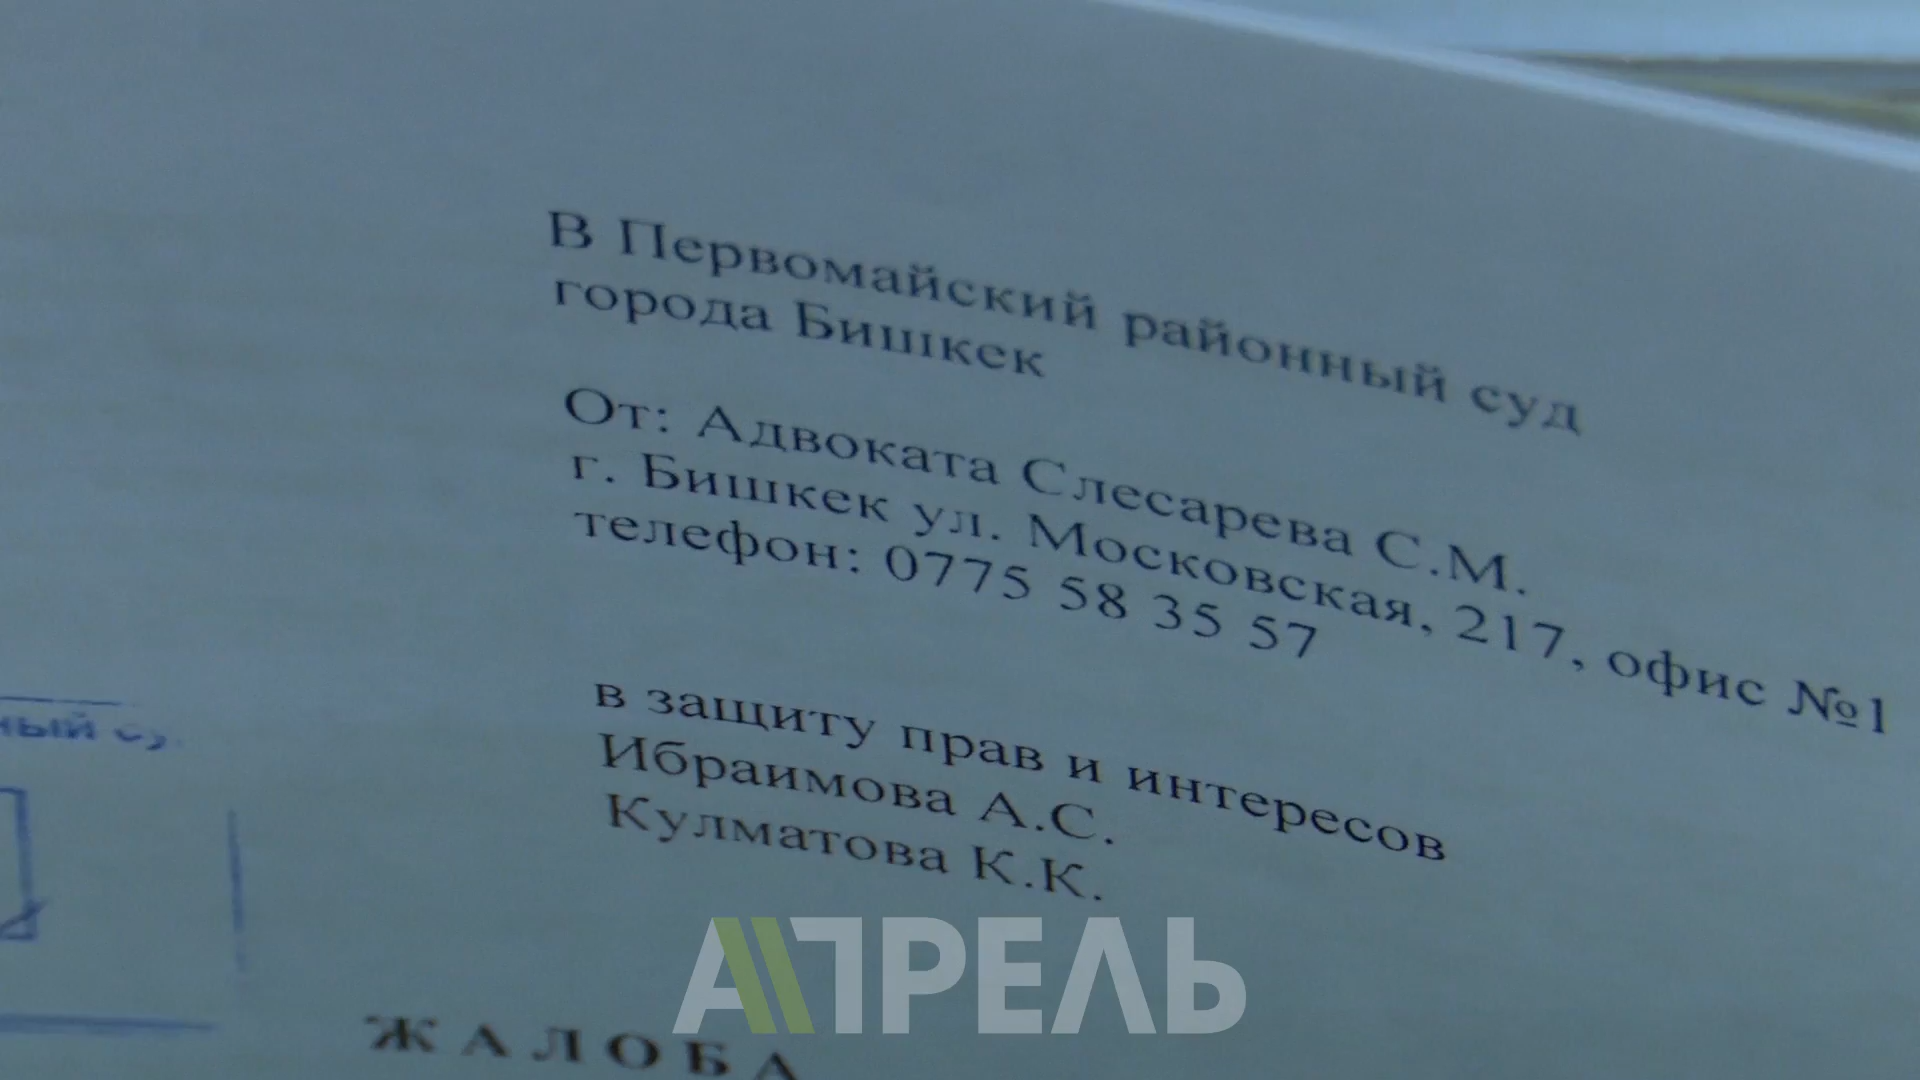 В Первомайский районный суд
города Бишкек
От: Адвоката Слесарева С.М.
г. Бишкек ул. Московская, 217, офис №1
телефон: 0775 58 35 57
в защиту прав и интересов
Ибраимова А.С.
Кулматова К.К.
АПРЕЛЬ
ЖАЛОБА